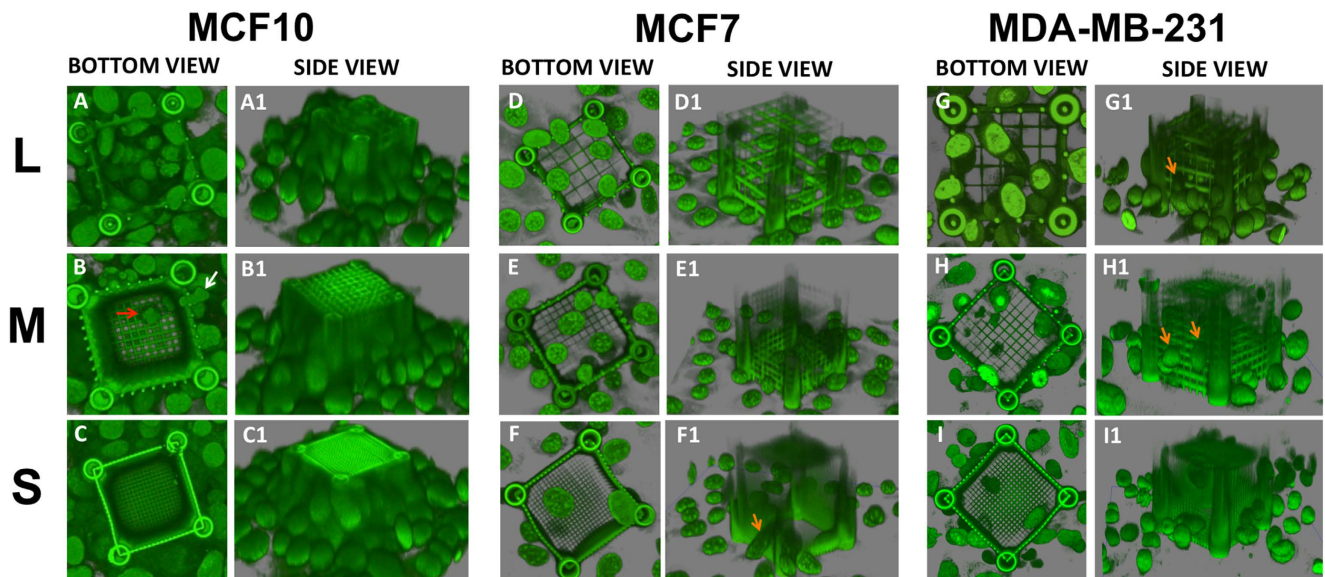 MCF10 MCF7 MDA-MB-231
BOTTOM VIEW SIDE VIEW BOTTOM VIEW SIDE VIEW BOTTOM VIEW SIDE VIEW
L A A1 D D1 G G1
M B B1 E E1 H H1
S C C1 F F1 I I1